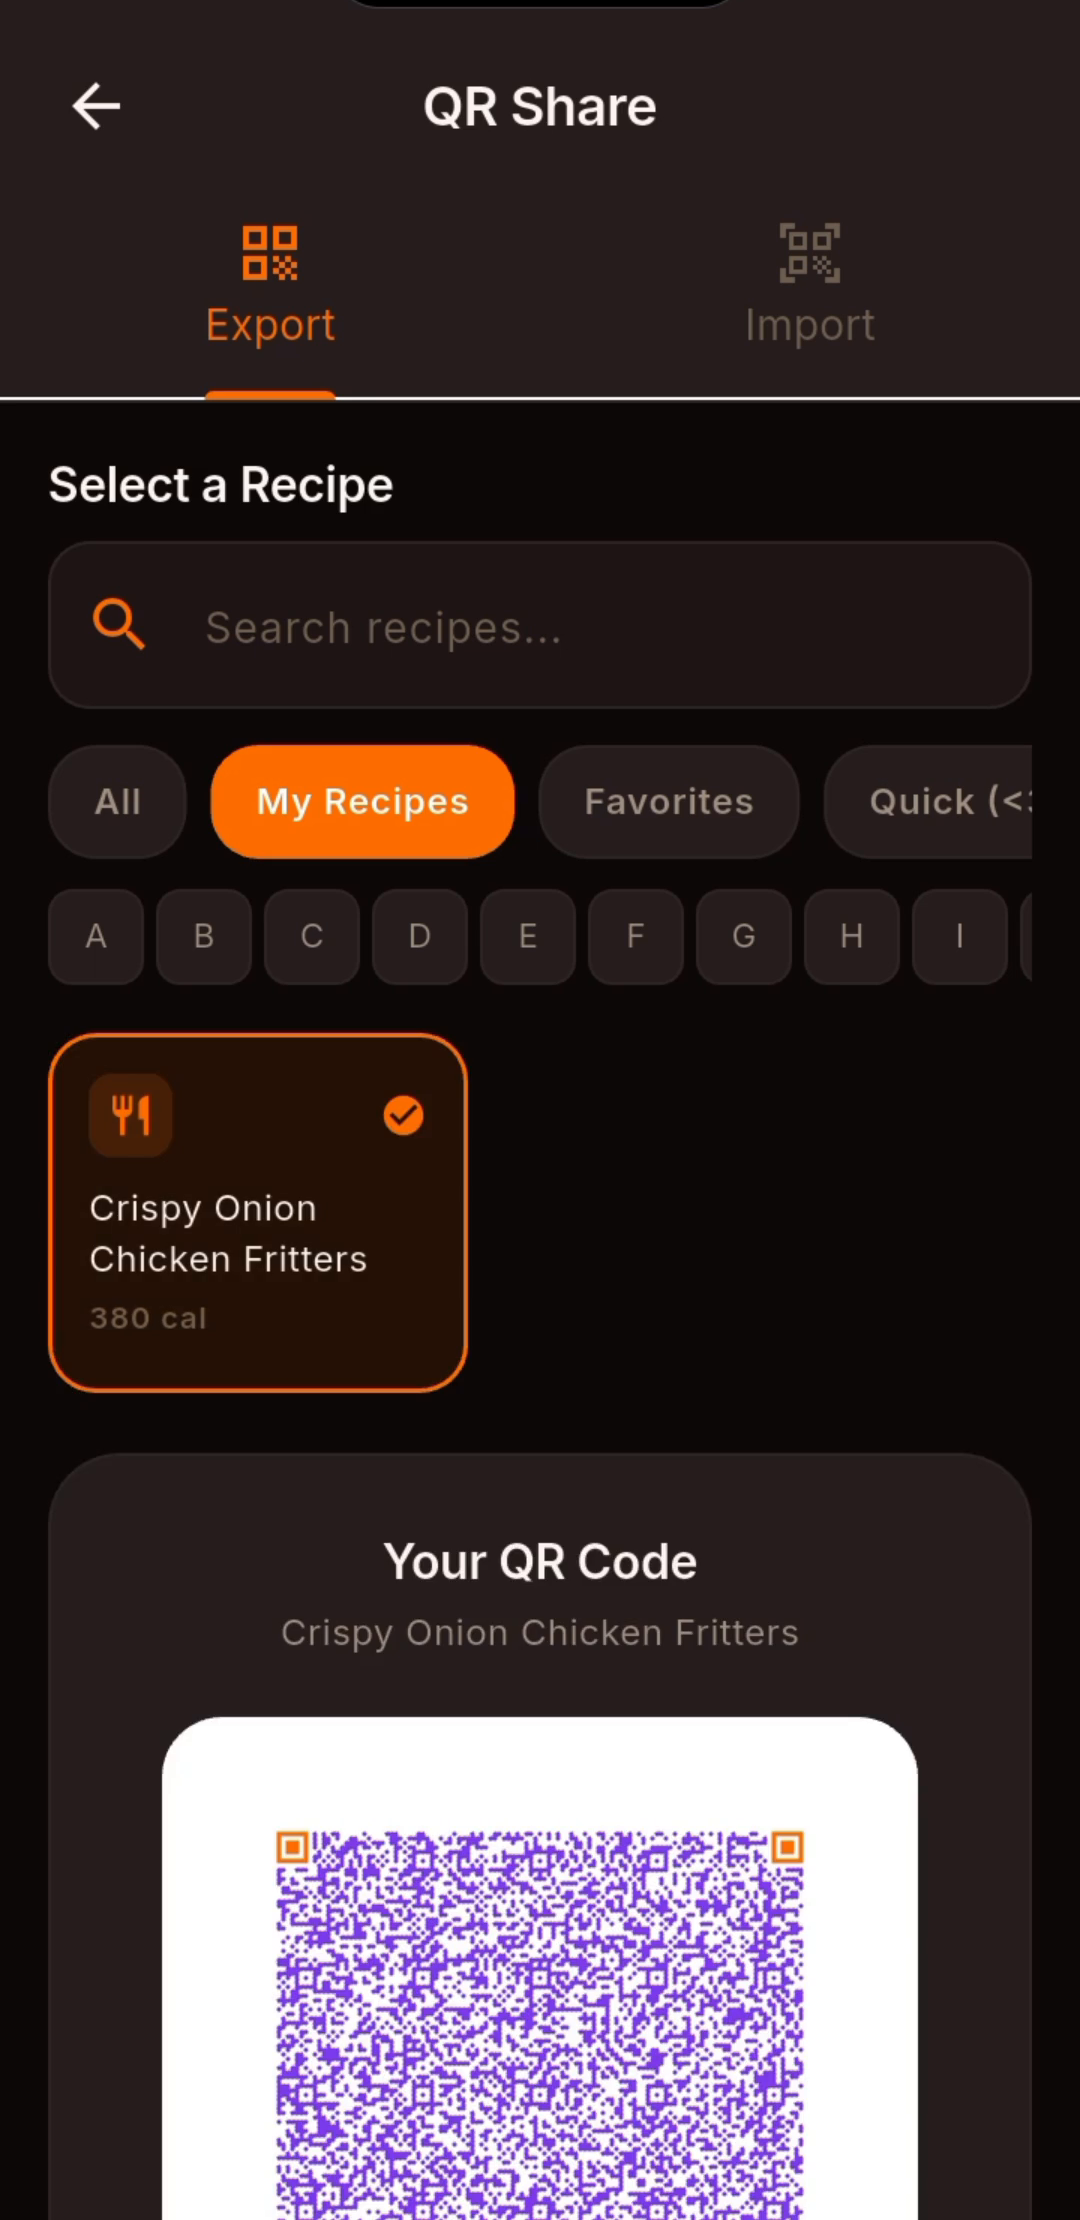 QR Share
Export
Import
Select a Recipe
Search recipes...
All
My Recipes
Favorites
Quick (<
A
B
C
D
E
F
G
H
I
Crispy Onion
Chicken Fritters
380 cal
Your QR Code
Crispy Onion Chicken Fritters